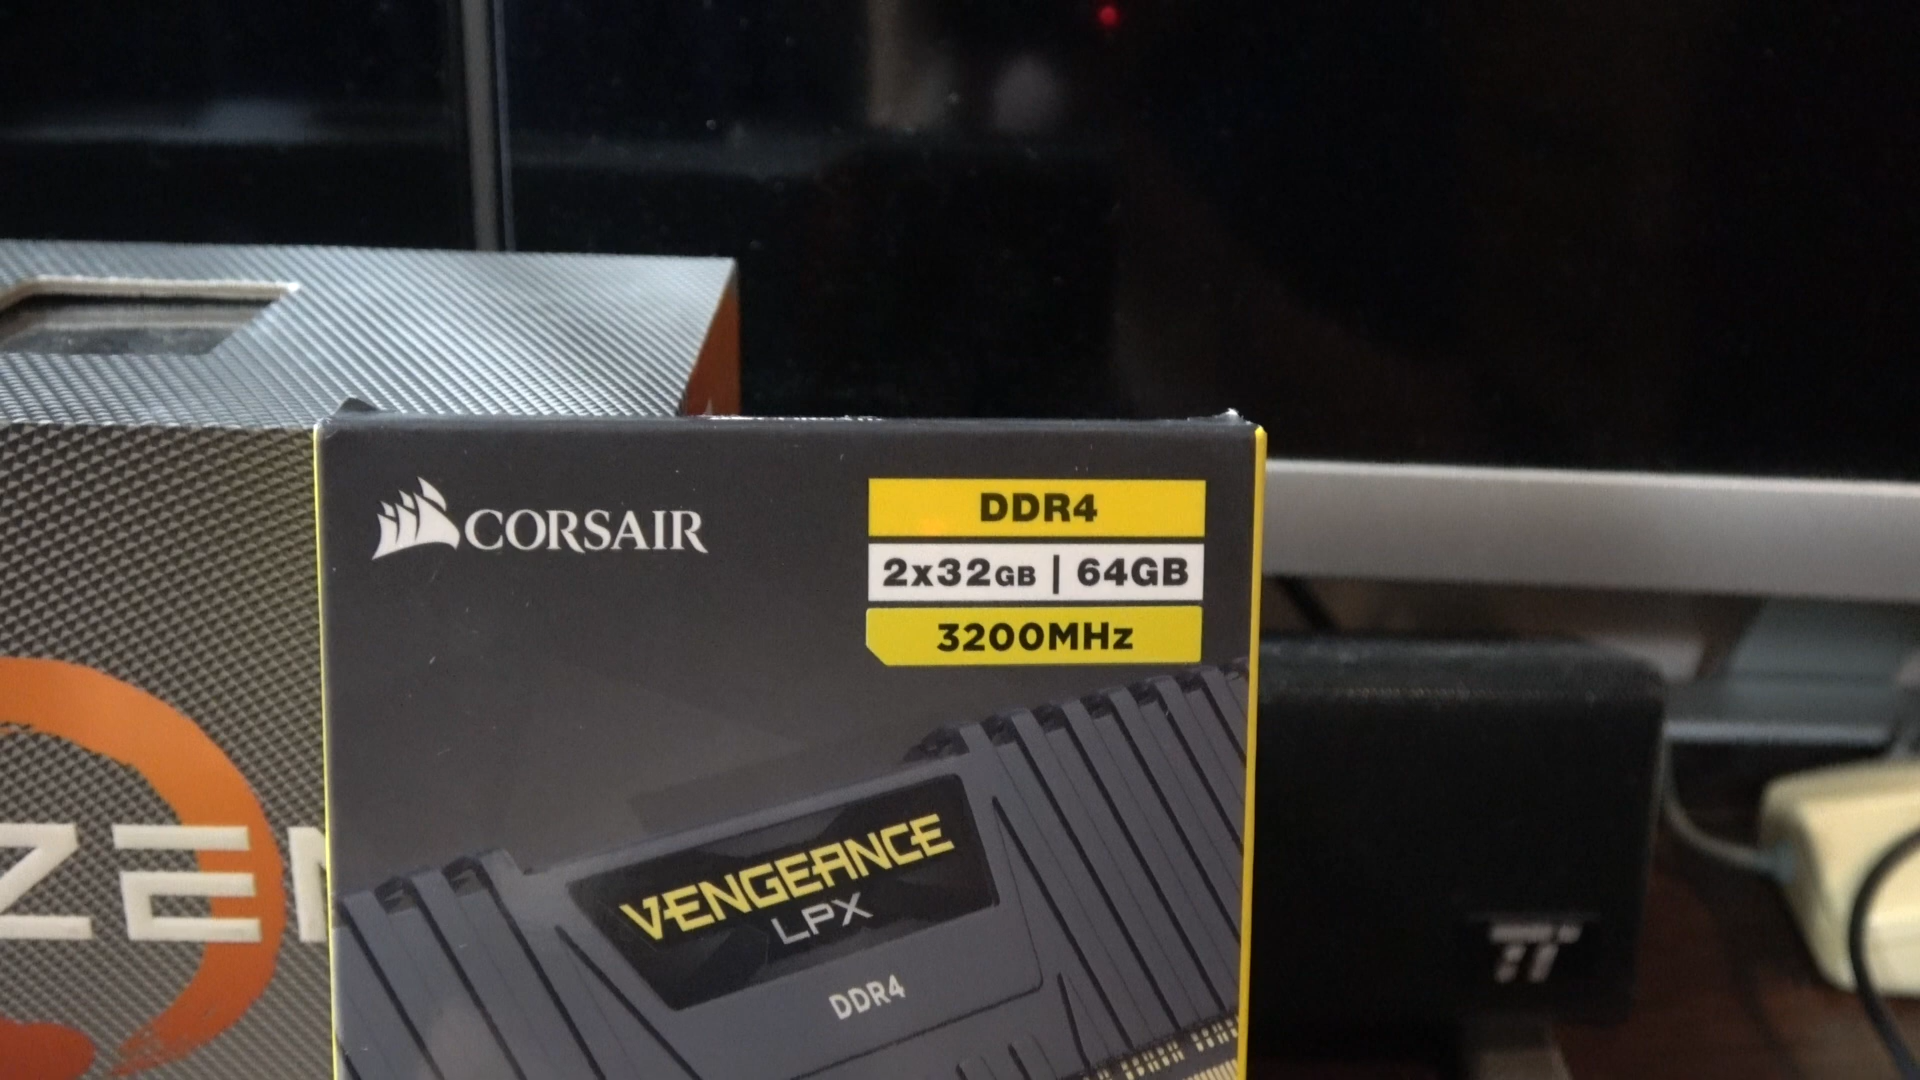 CORSAIR
DDR4
2x32GB | 64GB
3200MHz
VENGEANCE
LPX
DDR4
ZEN